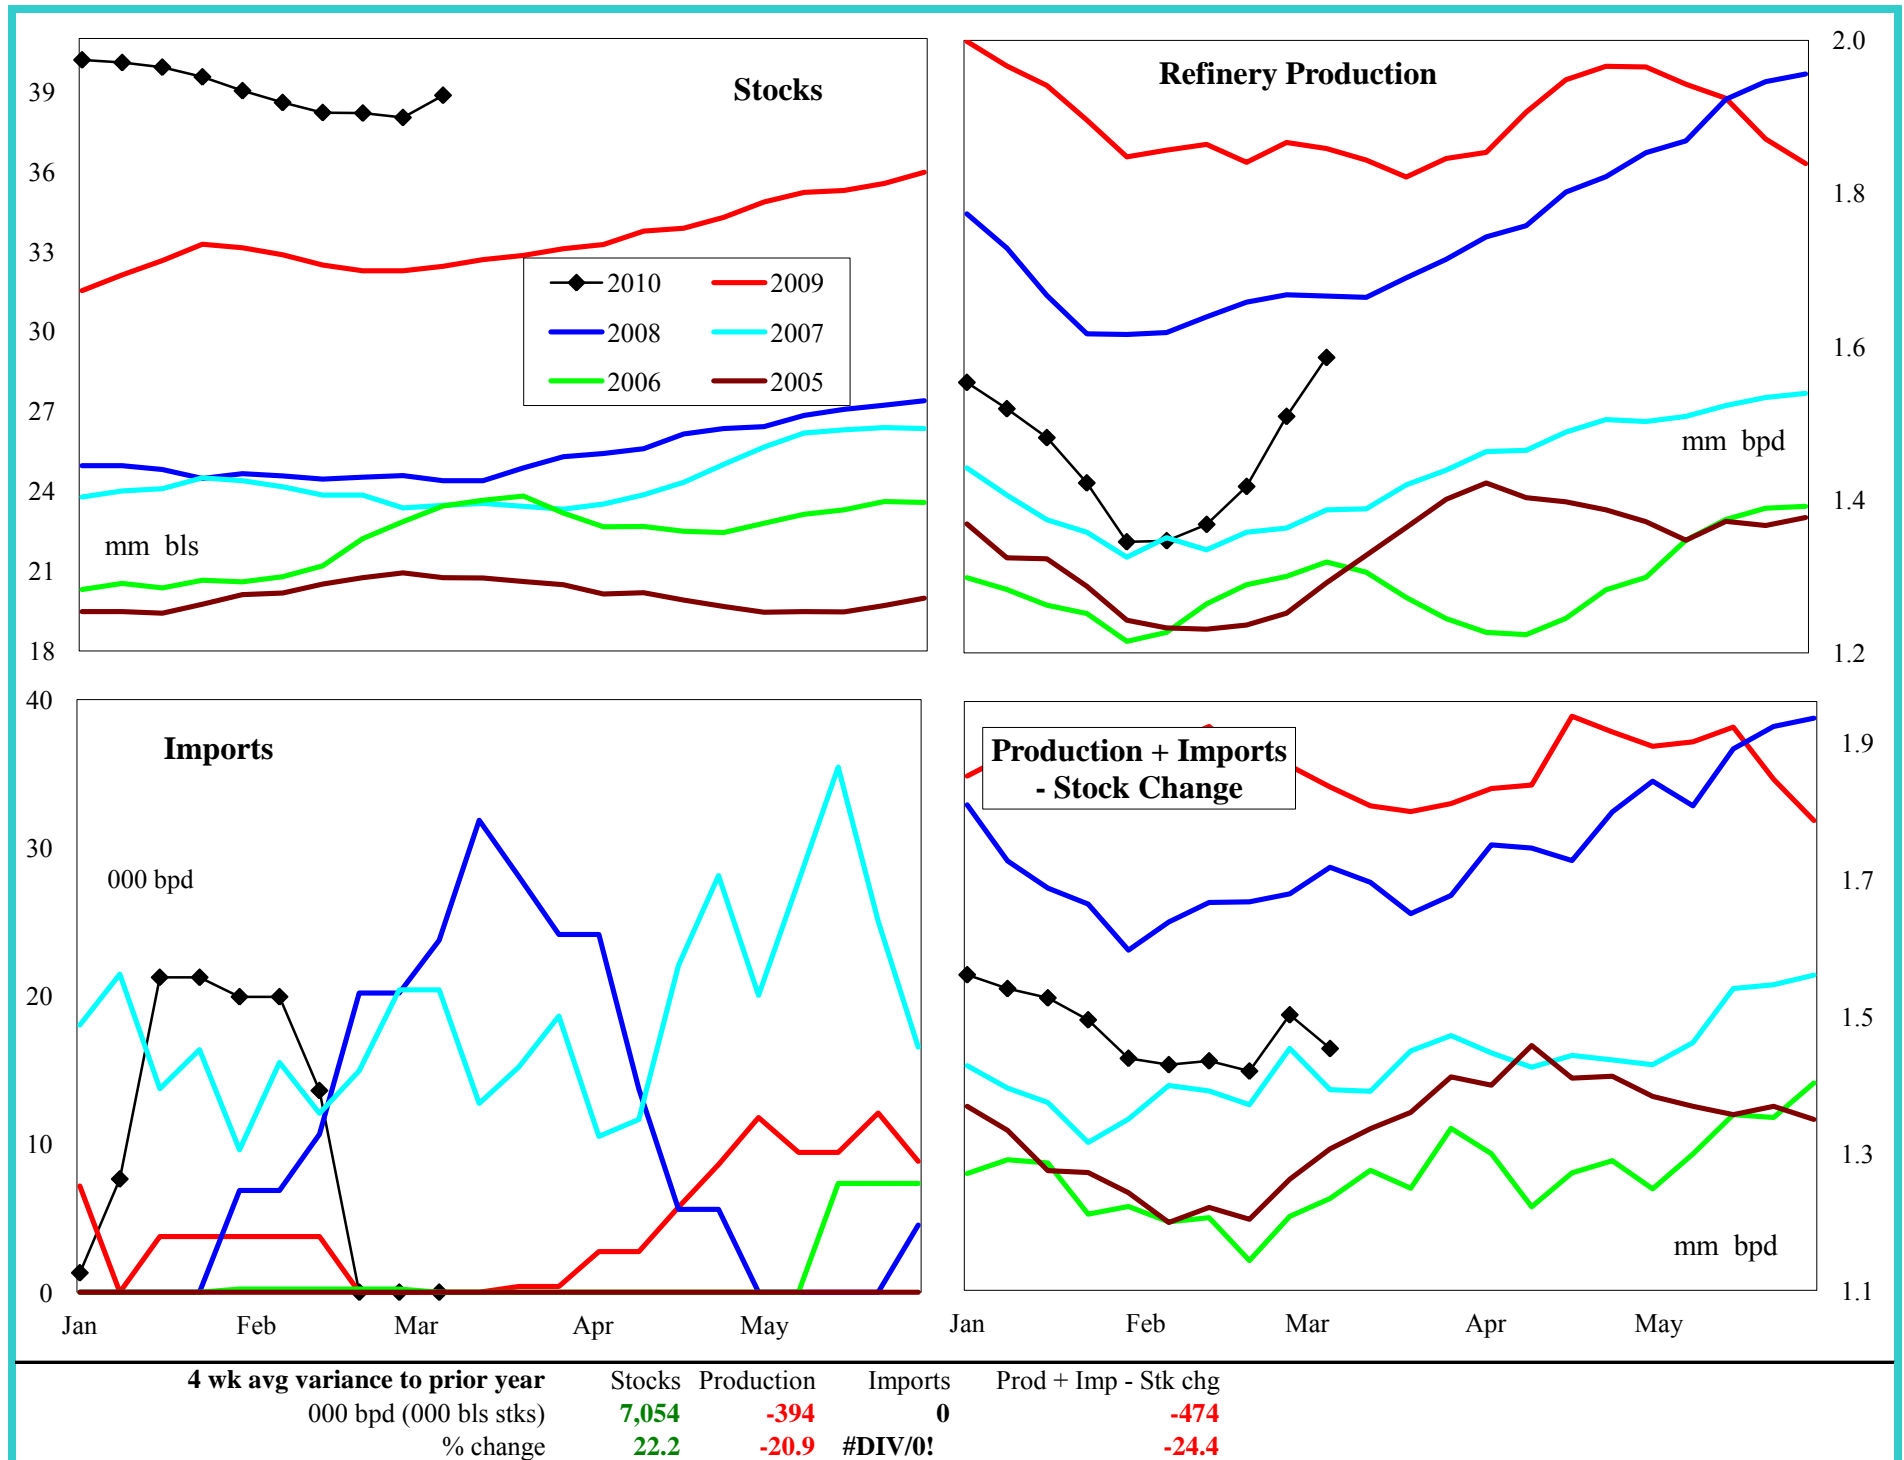 Stocks
39
36
33
30
27
24
21
18
mm bls
2010 2009
2008 2007
2006 2005
Refinery Production
2.0
1.8
1.6
1.4
1.2
mm bpd
Imports
40
30
20
10
0
000 bpd
Jan Feb Mar Apr May
Production + Imports
- Stock Change
1.9
1.7
1.5
1.3
1.1
mm bpd
Jan Feb Mar Apr May
4 wk avg variance to prior year Stocks Production Imports Prod + Imp - Stk chg
000 bpd (000 bls stks) 7,054 -394 0 -474
% change 22.2 -20.9 #DIV/0! -24.4